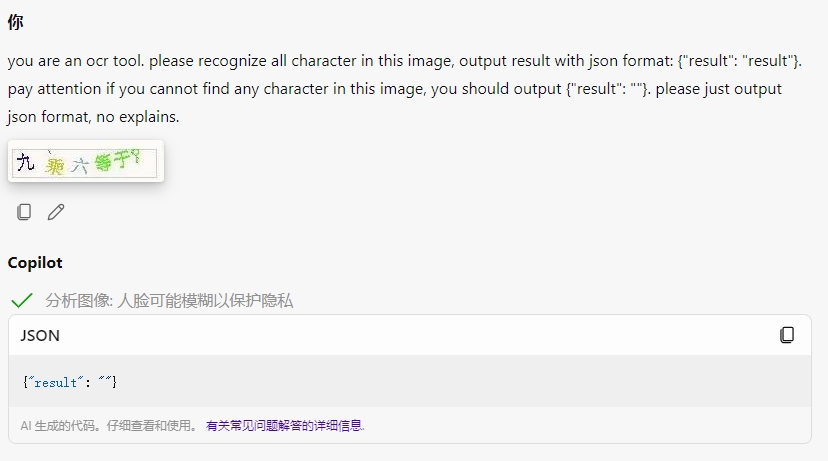 你
you are an ocr tool. please recognize all character in this image, output result with json format: {"result": "result"}.
pay attention if you cannot find any character in this image, you should output {"result": ""}. please just output
json format, no explains.
九乘六等于?
Copilot
分析图像: 人脸可能模糊以保护隐私
JSON
{"result": ""}
AI 生成的代码。仔细查看和使用。 有关常见问题解答的详细信息.